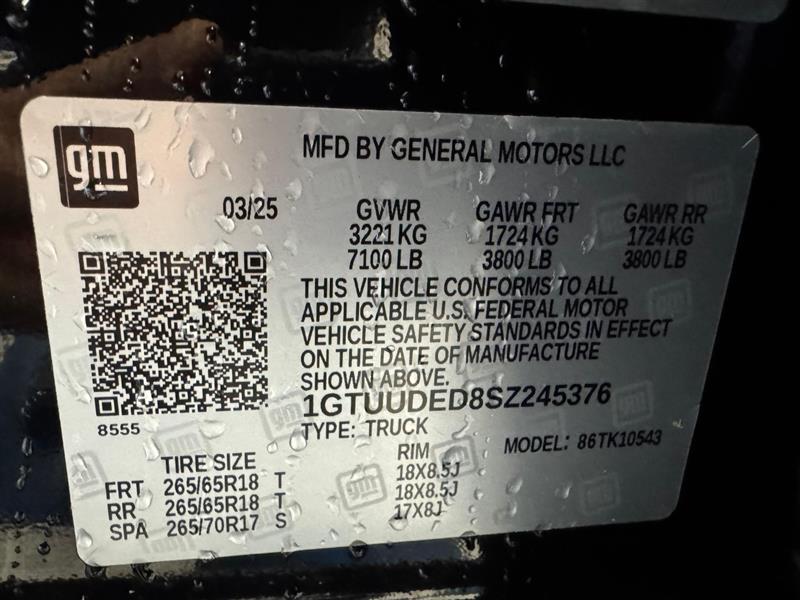 gm
MFD BY GENERAL MOTORS LLC
03/25 GVWR GAWR FRT GAWR RR
3221 KG 1724 KG 1724 KG
7100 LB 3800 LB 3800 LB
THIS VEHICLE CONFORMS TO ALL
APPLICABLE U.S. FEDERAL MOTOR
VEHICLE SAFETY STANDARDS IN EFFECT
ON THE DATE OF MANUFACTURE
SHOWN ABOVE.
1GTUUDED8SZ245376
8555
TYPE: TRUCK MODEL: 86TK10543
TIRE SIZE RIM
FRT 265/65R18 T 18X8.5J
RR 265/65R18 T 18X8.5J
SPA 265/70R17 S 17X8J